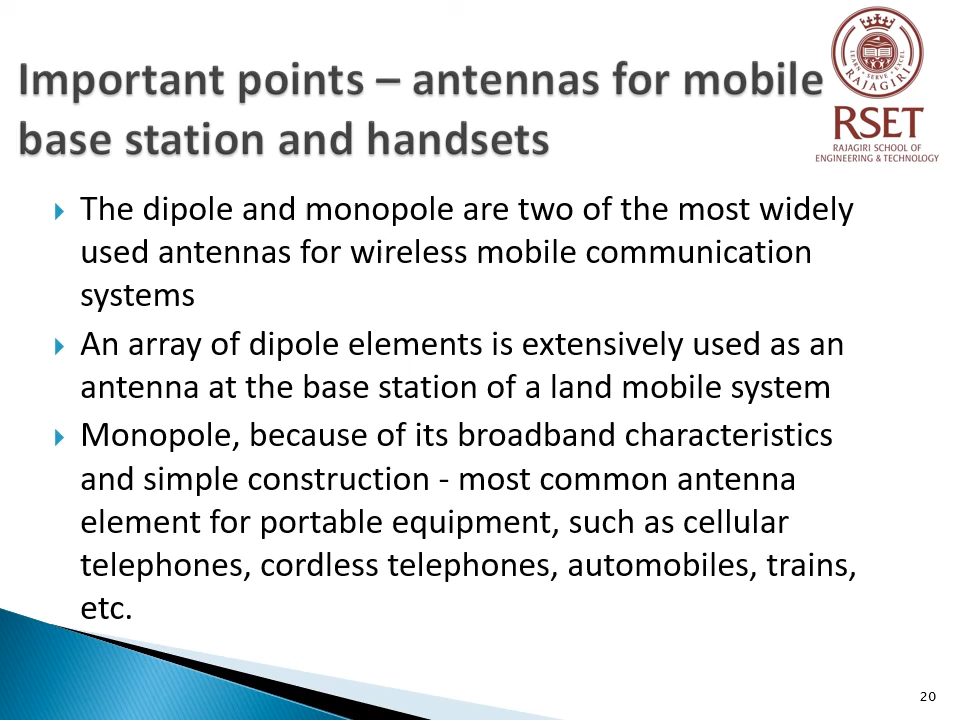 Important points – antennas for mobile
base station and handsets
RAJAGIRI
RSET
RAJAGIRI SCHOOL OF
ENGINEERING & TECHNOLOGY
The dipole and monopole are two of the most widely
used antennas for wireless mobile communication
systems
An array of dipole elements is extensively used as an
antenna at the base station of a land mobile system
Monopole, because of its broadband characteristics
and simple construction - most common antenna
element for portable equipment, such as cellular
telephones, cordless telephones, automobiles, trains,
etc.
20